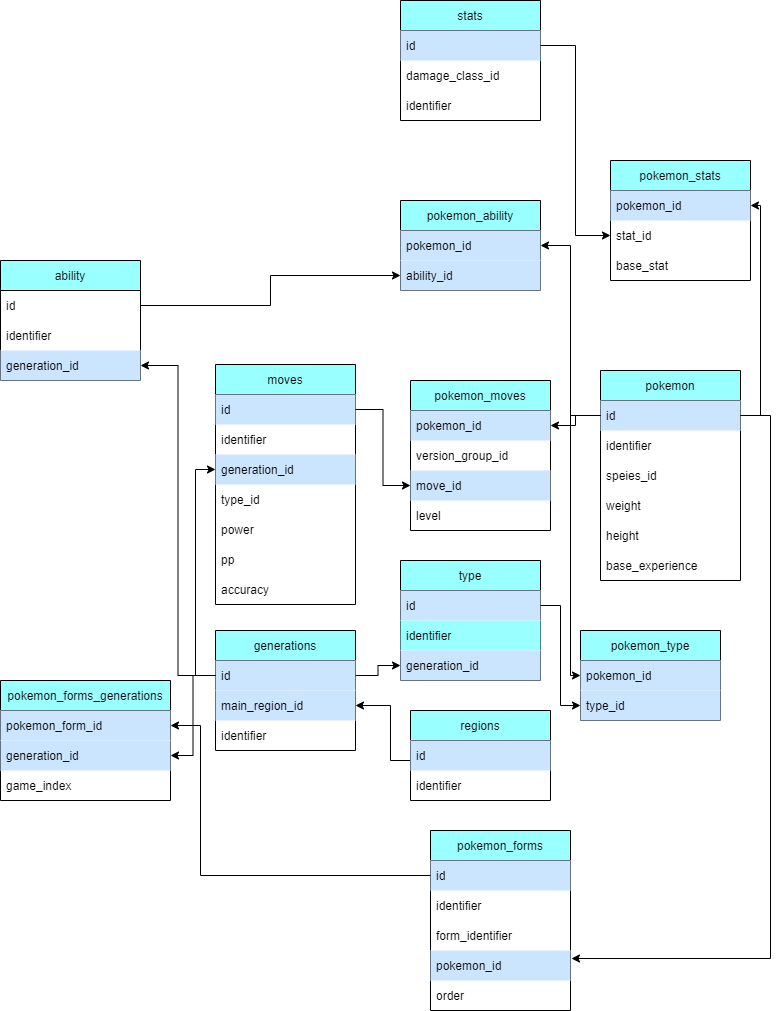 stats
id
damage_class_id
identifier
pokemon_stats
pokemon_id
stat_id
base_stat
pokemon_ability
pokemon_id
ability_id
ability
id
identifier
generation_id
moves
id
identifier
generation_id
type_id
power
pp
accuracy
pokemon_moves
pokemon_id
version_group_id
move_id
level
pokemon
id
identifier
speies_id
weight
height
base_experience
type
id
identifier
generation_id
generations
id
main_region_id
identifier
pokemon_type
pokemon_id
type_id
pokemon_forms_generations
pokemon_form_id
generation_id
game_index
regions
id
identifier
pokemon_forms
id
identifier
form_identifier
pokemon_id
order